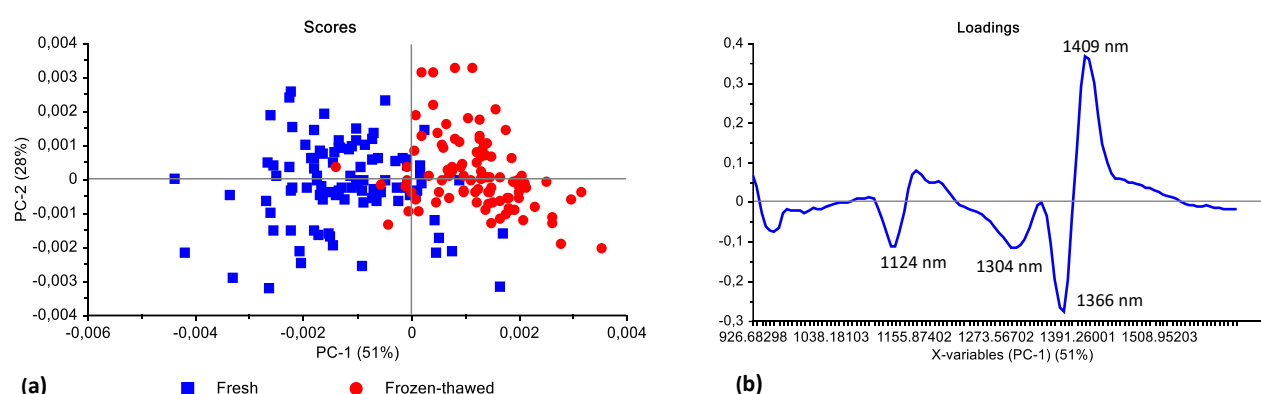 Scores
0,004
0,003
0,002
0,001
0
-0,001
-0,002
-0,003
-0,004
PC-2 (28%)
-0,006 -0,004 -0,002 0 0,002 0,004
PC-1 (51%)
(a)
Fresh Frozen-thawed
Loadings
0,4
0,3
0,2
0,1
0
-0,1
-0,2
-0,3
1409 nm
1124 nm
1304 nm
1366 nm
926.68298 1038.18103 1155.87402 1273.56702 1391.26001 1508.95203
X-variables (PC-1) (51%)
(b)